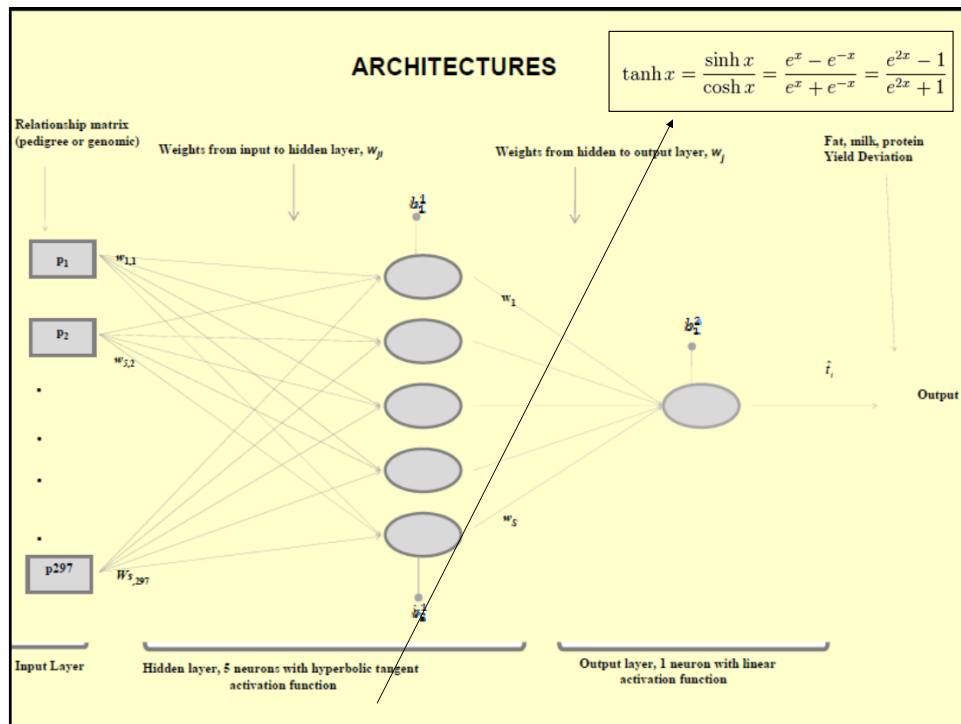 ARCHITECTURES
tanh x = sinh x / cosh x = (e^x − e^−x) / (e^x + e^−x) = (e^2x − 1) / (e^2x + 1)
Relationship matrix
(pedigree or genomic)
Weights from input to hidden layer, w_ji
Weights from hidden to output layer, w_j
Fat, milk, protein
Yield Deviation
p1
w1,1
w1
p2
w5,2
t̂i
Output
w5
p297
W5,297
Input Layer
Hidden layer, 5 neurons with hyperbolic tangent
activation function
Output layer, 1 neuron with linear
activation function